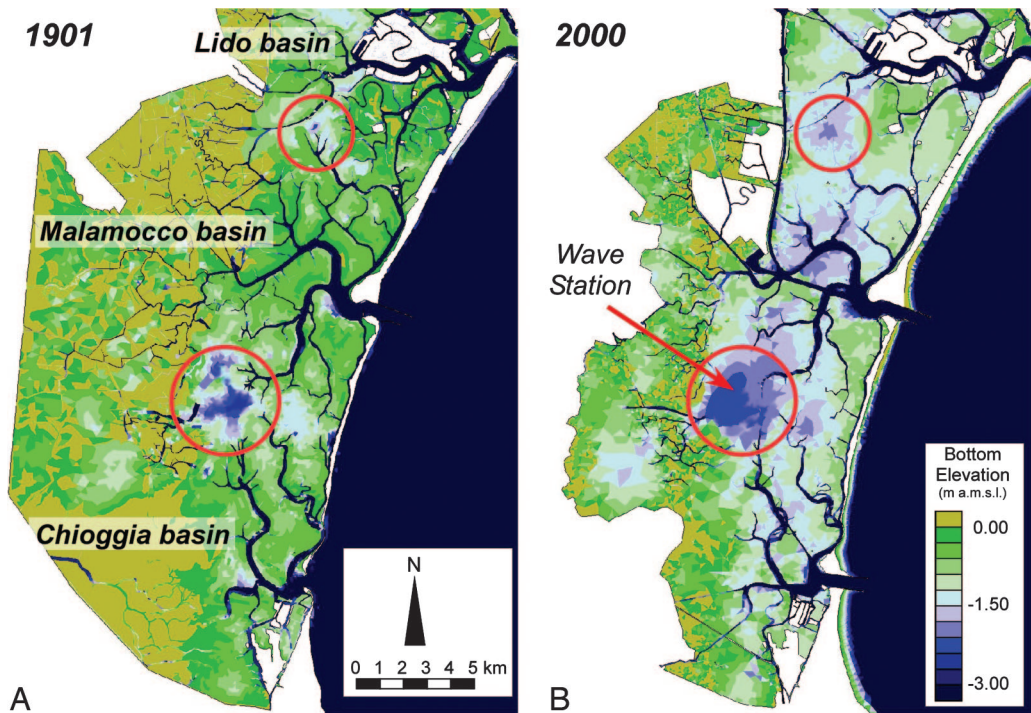 1901
Lido basin
Malamocco basin
Chioggia basin
N
0 1 2 3 4 5 km
A
2000
Wave
Station
Bottom
Elevation
(m a.m.s.l.)
0.00
-1.50
-3.00
B